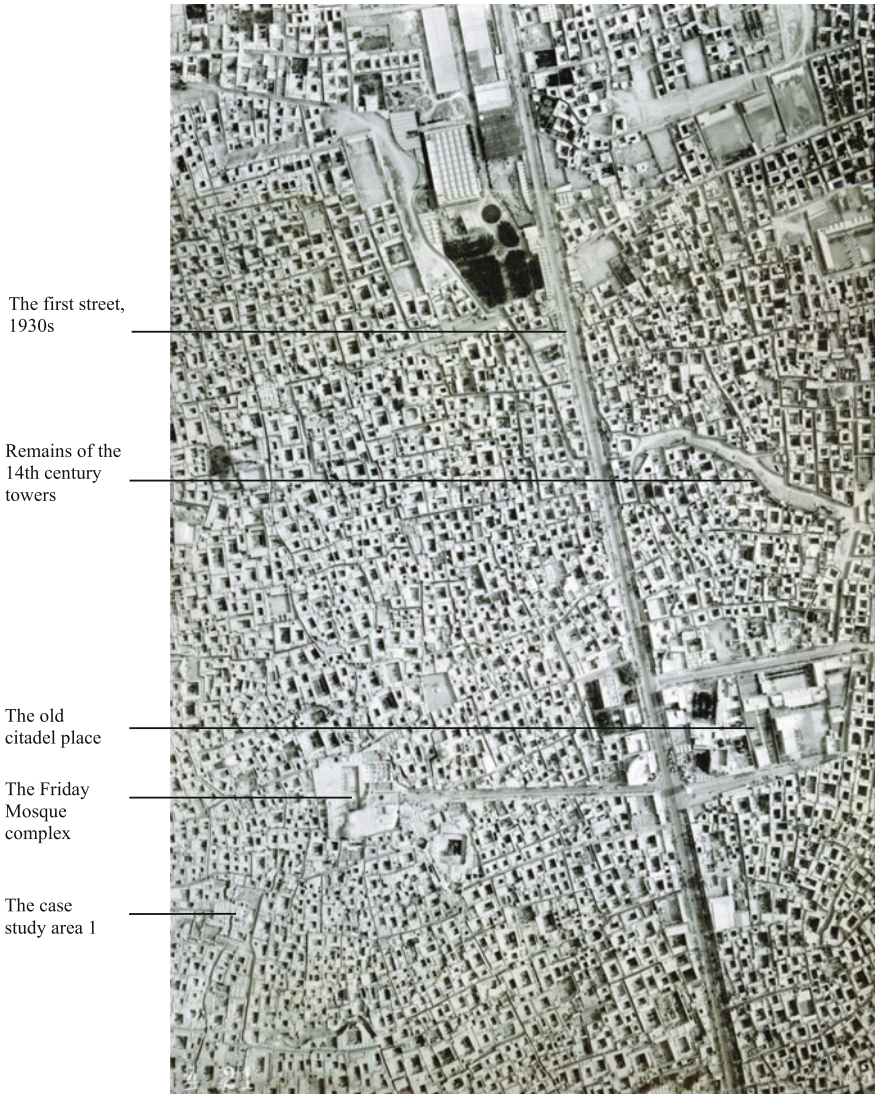 The first street,
1930s
Remains of the
14th century
towers
The old
citadel place
The Friday
Mosque
complex
The case
study area 1